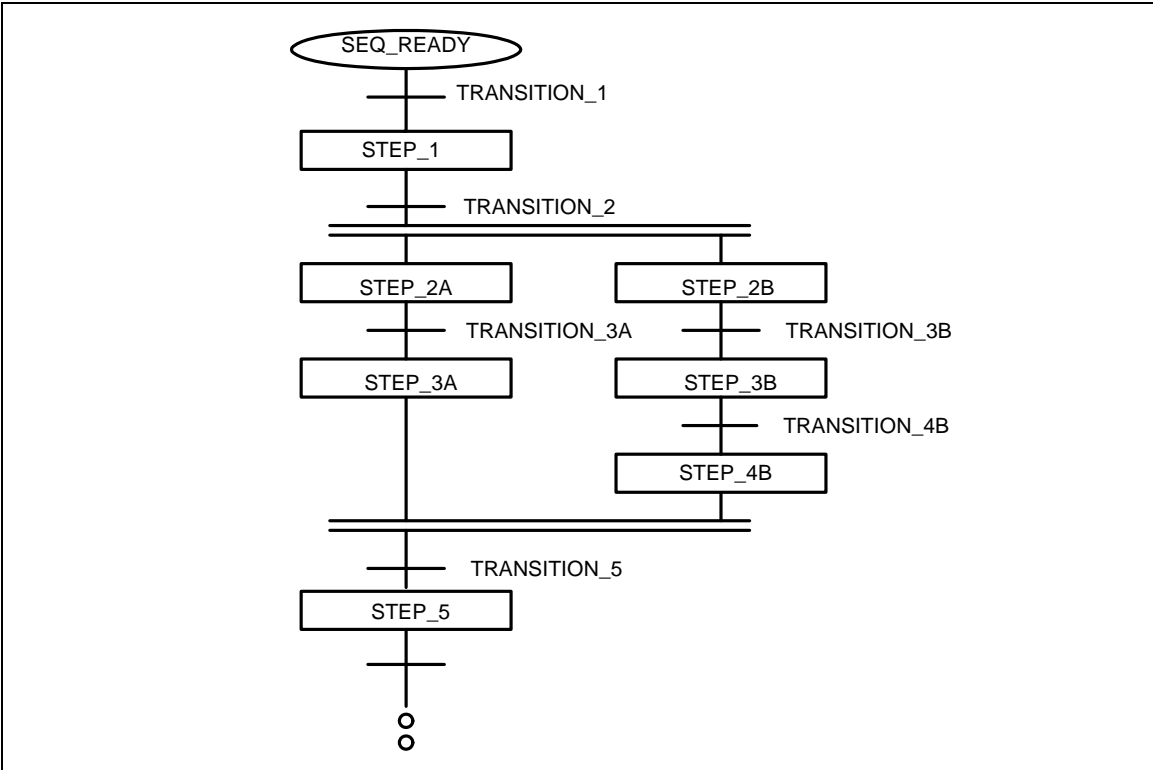 SEQ_READY
TRANSITION_1
STEP_1
TRANSITION_2
STEP_2A
STEP_2B
TRANSITION_3A
TRANSITION_3B
STEP_3A
STEP_3B
TRANSITION_4B
STEP_4B
TRANSITION_5
STEP_5